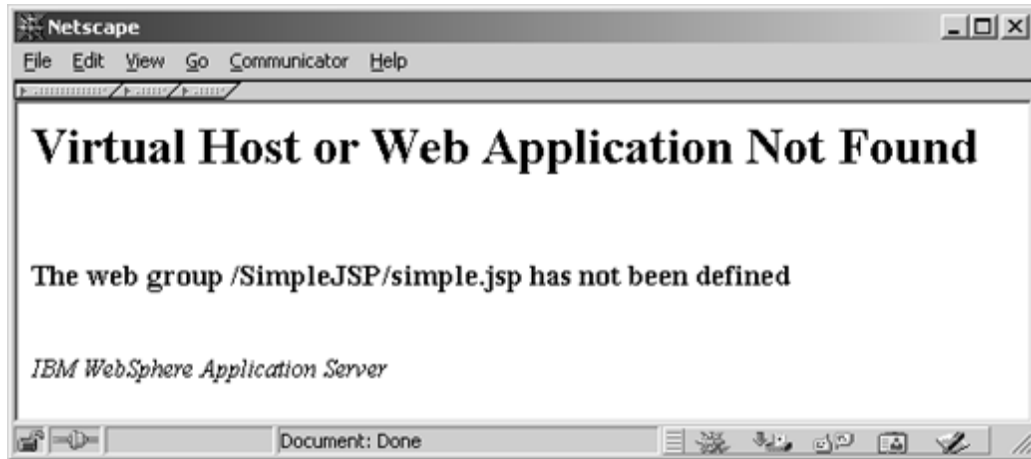 Netscape
File Edit View Go Communicator Help
Virtual Host or Web Application Not Found
The web group /SimpleJSP/simple.jsp has not been defined
IBM WebSphere Application Server
Document: Done